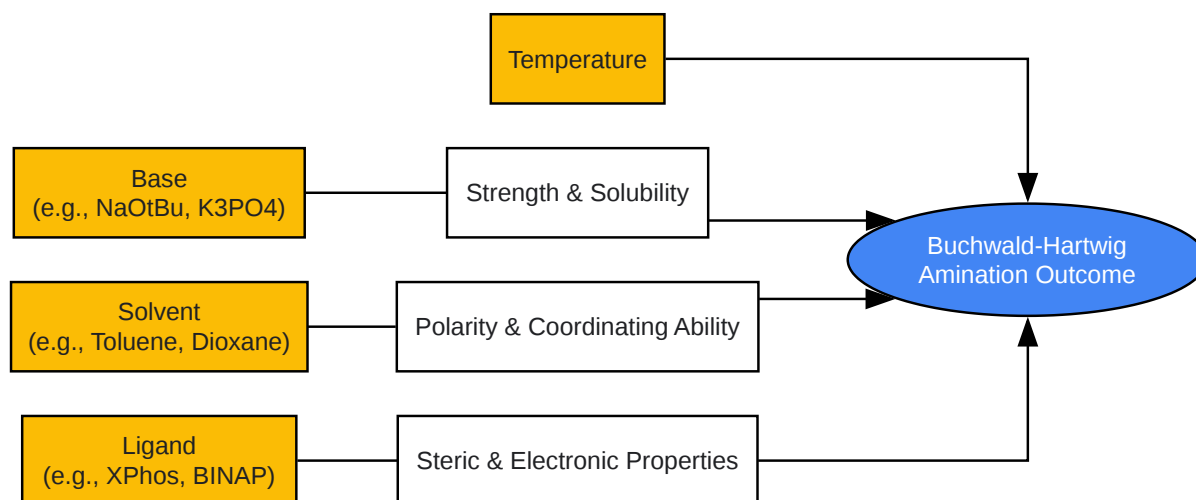 Temperature
Base
(e.g., NaOtBu, K3PO4)
Strength & Solubility
Buchwald-Hartwig
Amination Outcome
Solvent
(e.g., Toluene, Dioxane)
Polarity & Coordinating Ability
Ligand
(e.g., XPhos, BINAP)
Steric & Electronic Properties